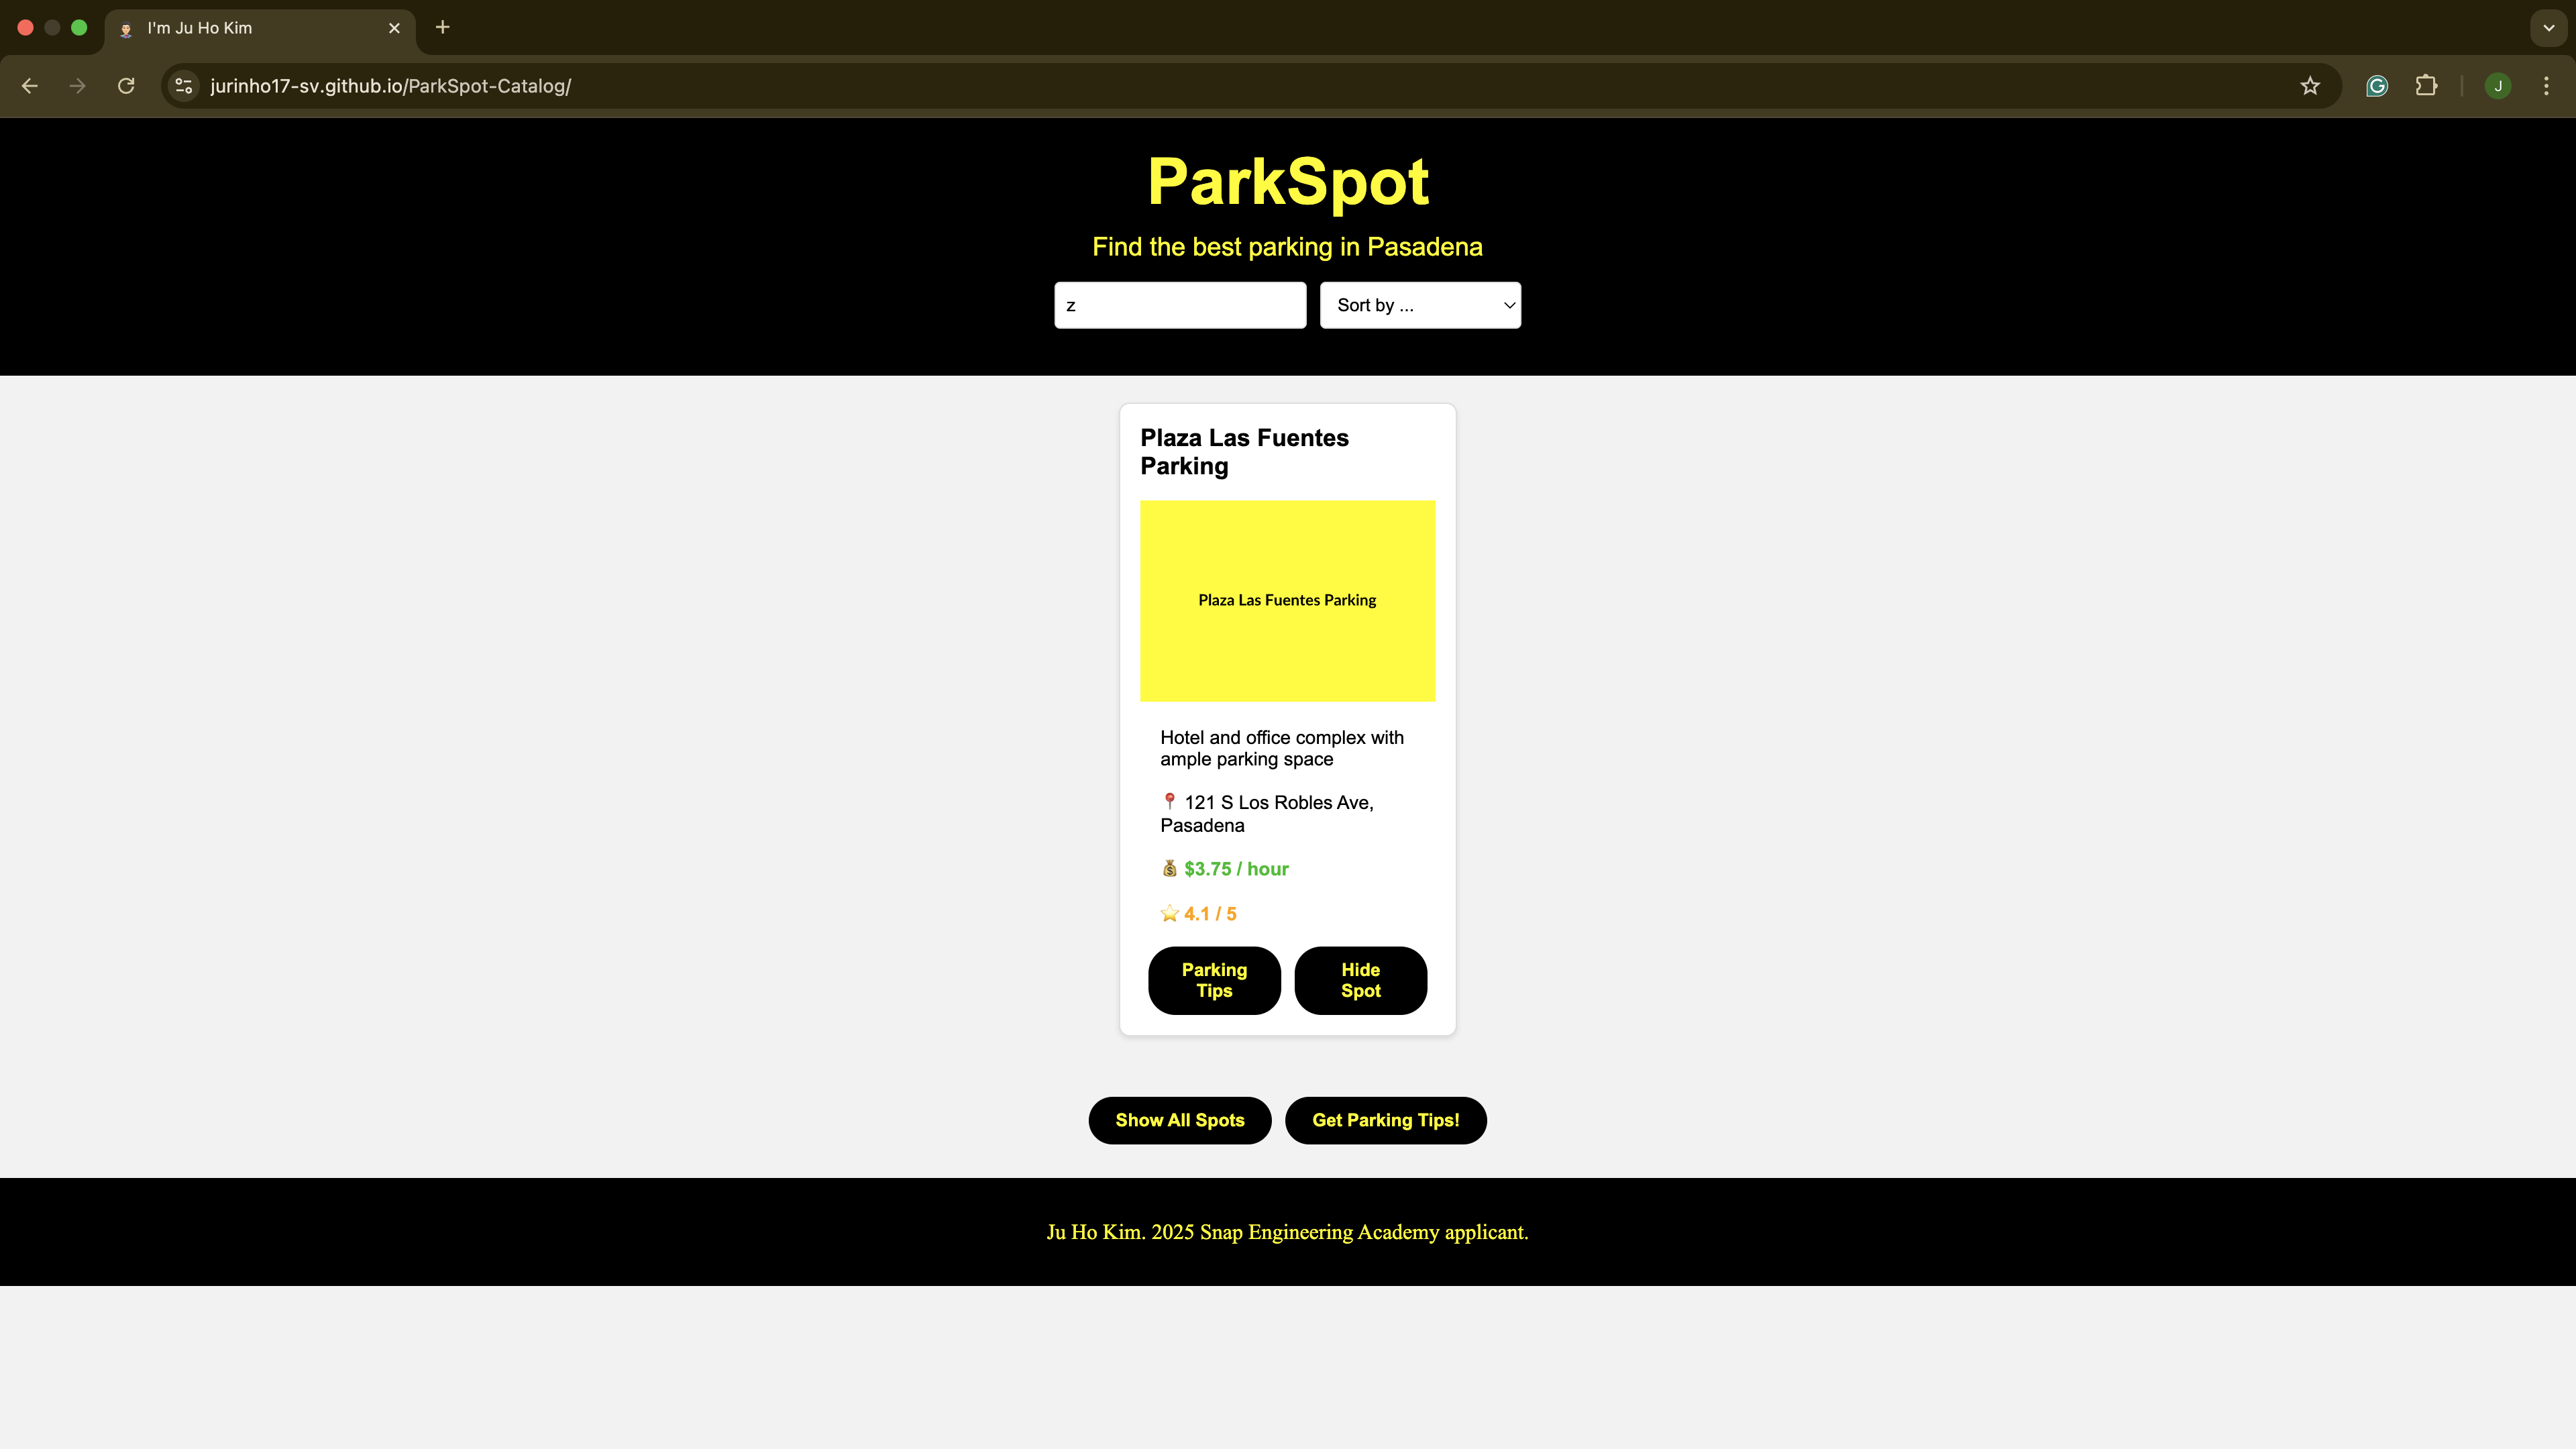 I'm Ju Ho Kim
jurinho17-sv.github.io/ParkSpot-Catalog/
J
ParkSpot
Find the best parking in Pasadena
z
Sort by ...
Plaza Las Fuentes
Parking
Plaza Las Fuentes Parking
Hotel and office complex with
ample parking space
📍 121 S Los Robles Ave,
Pasadena
💰 $3.75 / hour
⭐ 4.1 / 5
Parking
Tips
Hide
Spot
Show All Spots
Get Parking Tips!
Ju Ho Kim. 2025 Snap Engineering Academy applicant.